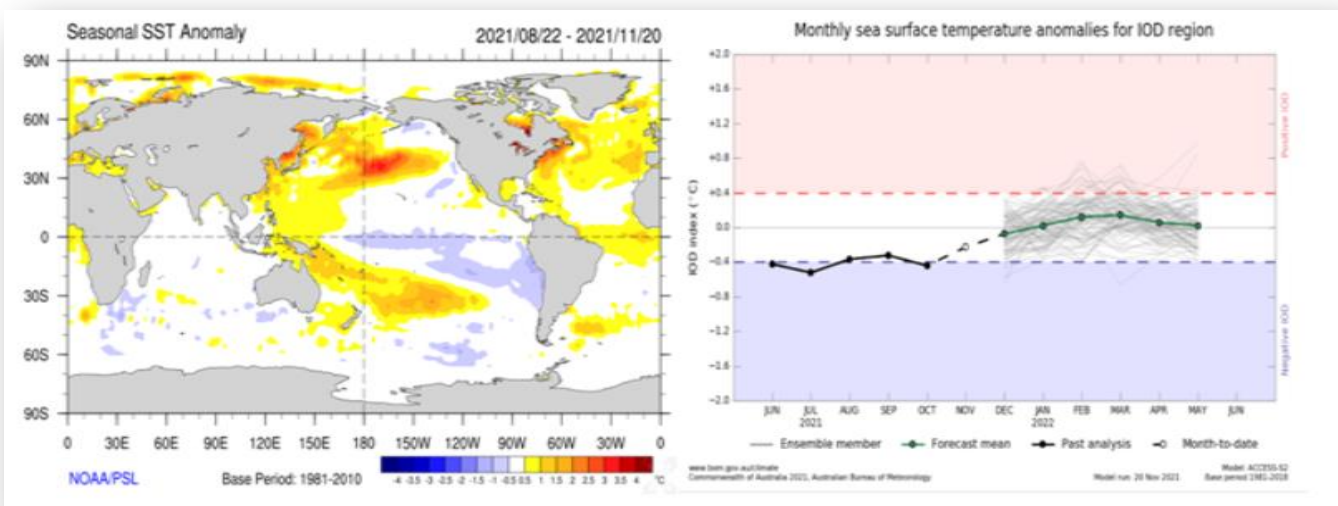 Seasonal SST Anomaly
2021/08/22 - 2021/11/20
90N
60N
30N
0
30S
60S
90S
0 30E 60E 90E 120E 150E 180 150W 120W 90W 60W 30W 0
NOAA/PSL
Base Period: 1981-2010
-4 -3.5 -3 -2.5 -2 -1.5 -1 -0.5 0.5 1 1.5 2 2.5 3 3.5 4 °C
Monthly sea surface temperature anomalies for IOD region
IOD index (°C)
+2.0
+1.6
+1.2
+0.8
+0.4
0.0
-0.4
-0.8
-1.2
-1.6
-2.0
Positive IOD
Negative IOD
JUN JUL AUG SEP OCT NOV DEC JAN FEB MAR APR MAY JUN
2021 2022
Ensemble member Forecast mean Past analysis Month-to-date
www.bom.gov.au/climate
Commonwealth of Australia 2021, Australian Bureau of Meteorology
Model: ACCESS-S2
Model run: 20 Nov 2021 Base period 1981-2018